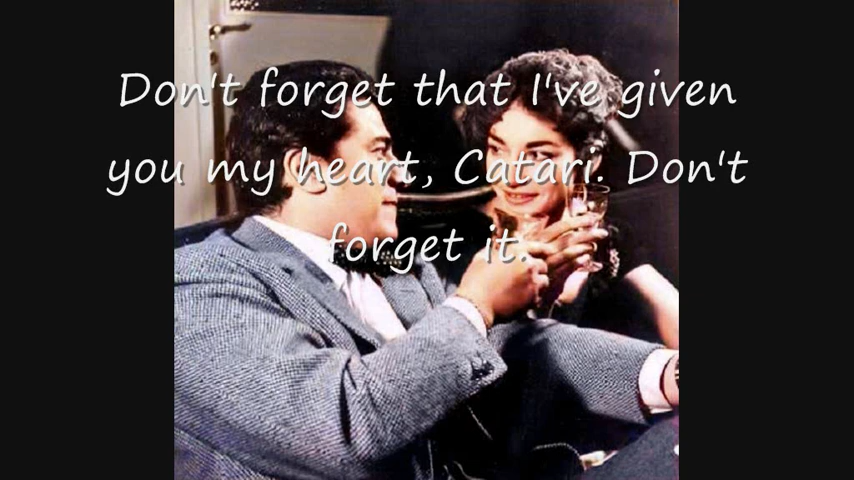 Don't forget that I've given
you my heart, Catari. Don't
forget it.